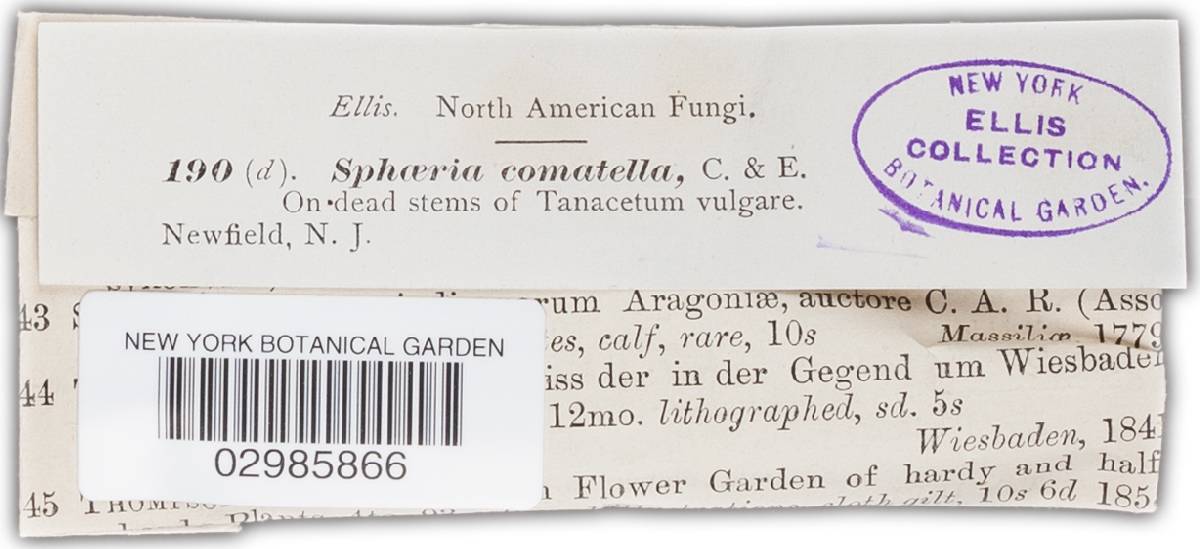 Ellis. North American Fungi.
190 (d). Sphæria comatella, C. & E.
On dead stems of Tanacetum vulgare.
Newfield, N. J.
NEW YORK
ELLIS
COLLECTION
BOTANICAL GARDEN.
rum Aragoniæ, auctore C. A. R. (Asso
43
es, calf, rare, 10s Massiliæ 1779
iss der in der Gegend um Wiesbaden
44
12mo. lithographed, sd. 5s
Wiesbaden, 1841
Flower Garden of hardy and half
45
cloth gilt, 10s 6d 185
NEW YORK BOTANICAL GARDEN
02985866